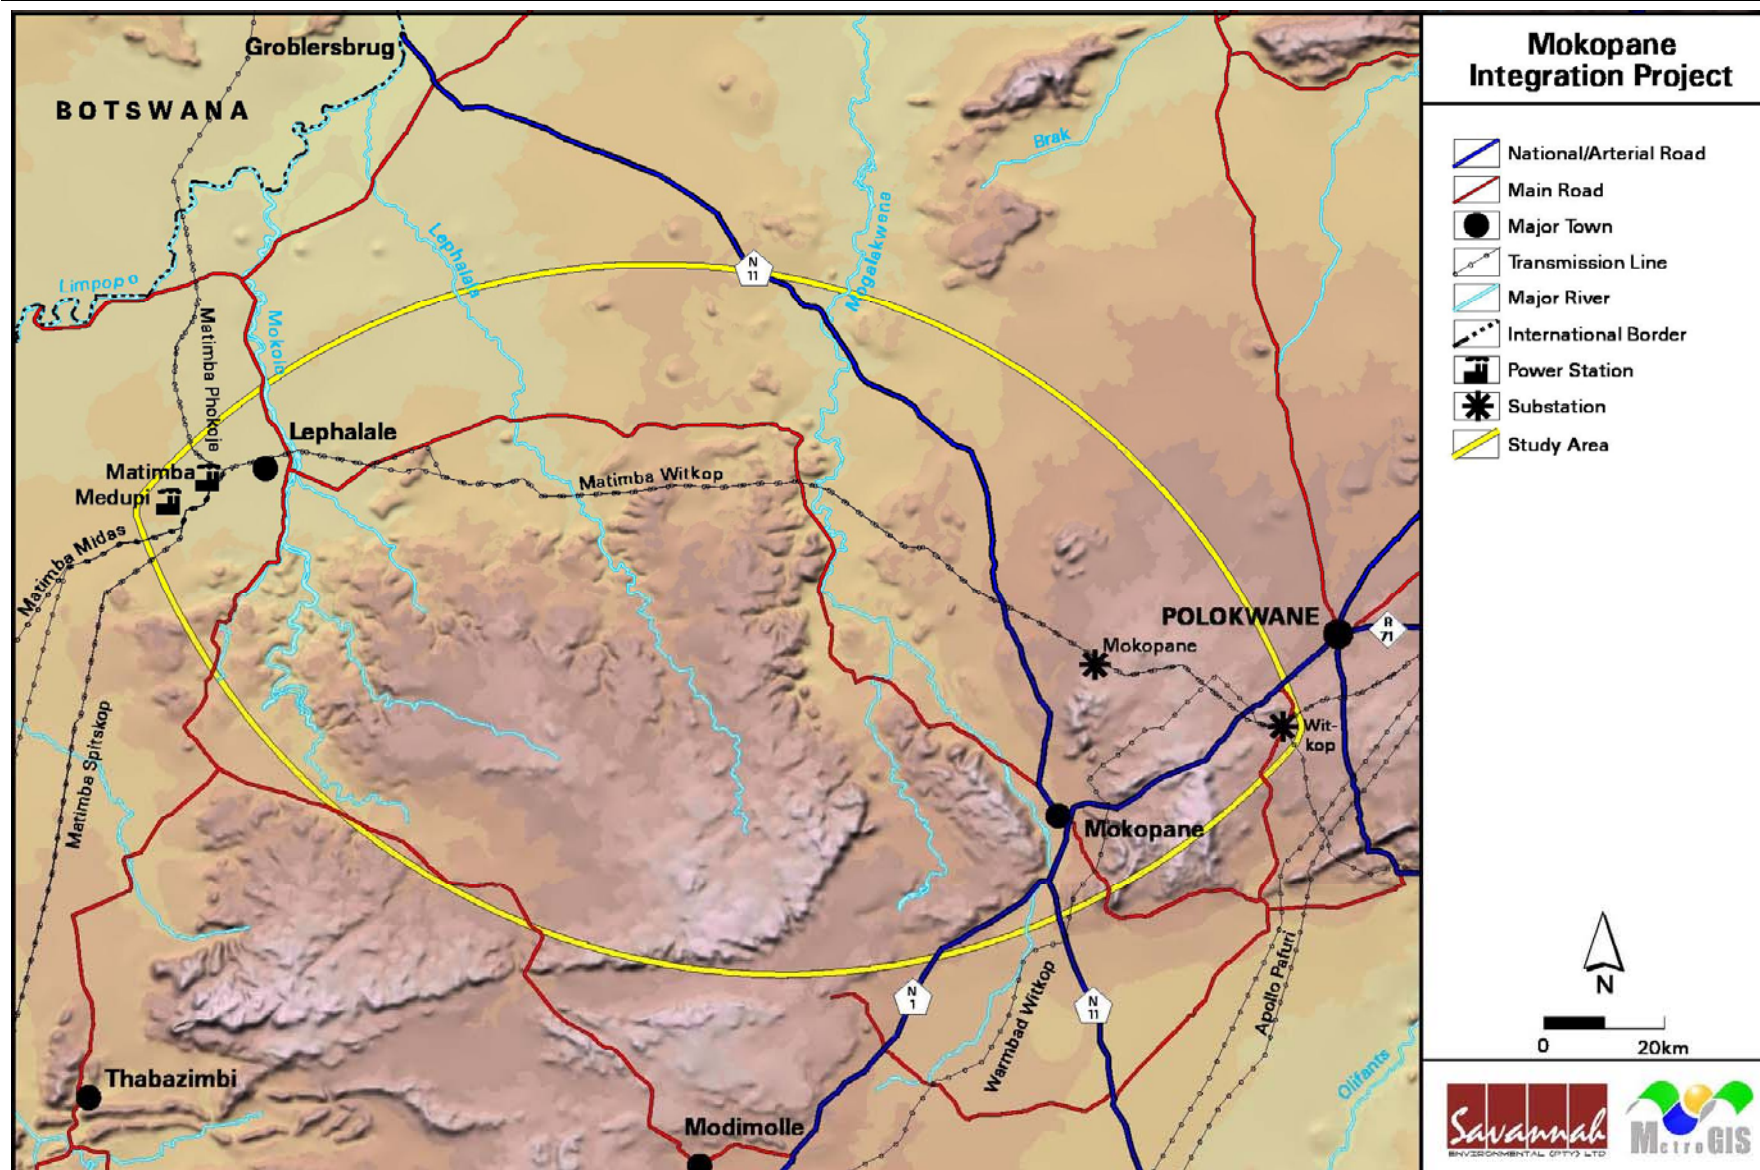 Mokopane
Integration Project
National/Arterial Road
Main Road
Major Town
Transmission Line
Major River
International Border
Power Station
Substation
Study Area
N
0 20km
Savannah
ENVIRONMENTAL (PTY) LTD
MetroGIS
Groblersbrug
BOTSWANA
Brak
Mogalakwena
Lephalala
Limpopo
N
11
Mokolo
Matimba Phokoje
Lephalale
Matimba
Medupi
Matimba Witkop
Matimba Midas
POLOKWANE
R
71
Mokopane
Wit-
kop
Matimba Spitskop
Mokopane
N
1
N
11
Warmbad Witkop
Apollo Pafuri
Olifants
Thabazimbi
Modimolle